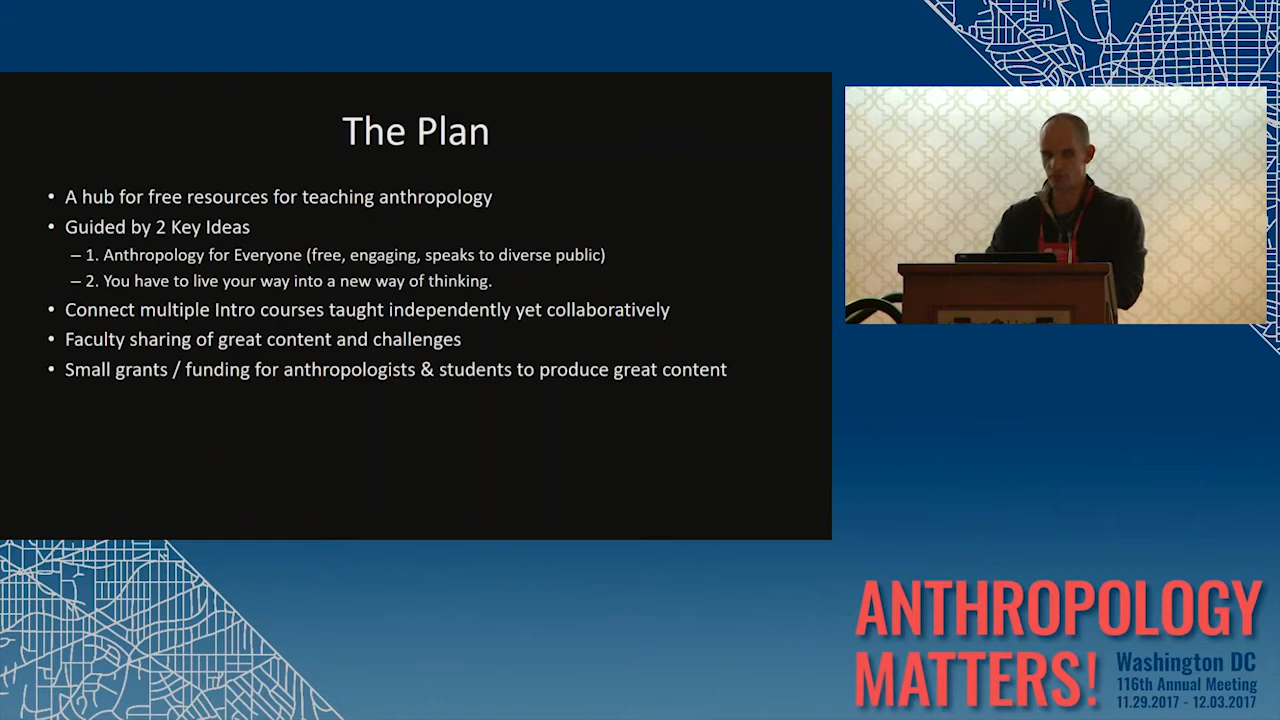 The Plan
• A hub for free resources for teaching anthropology
• Guided by 2 Key Ideas
– 1. Anthropology for Everyone (free, engaging, speaks to diverse public)
– 2. You have to live your way into a new way of thinking.
• Connect multiple Intro courses taught independently yet collaboratively
• Faculty sharing of great content and challenges
• Small grants / funding for anthropologists & students to produce great content
ANTHROPOLOGY
MATTERS!
Washington DC
116th Annual Meeting
11.29.2017 - 12.03.2017